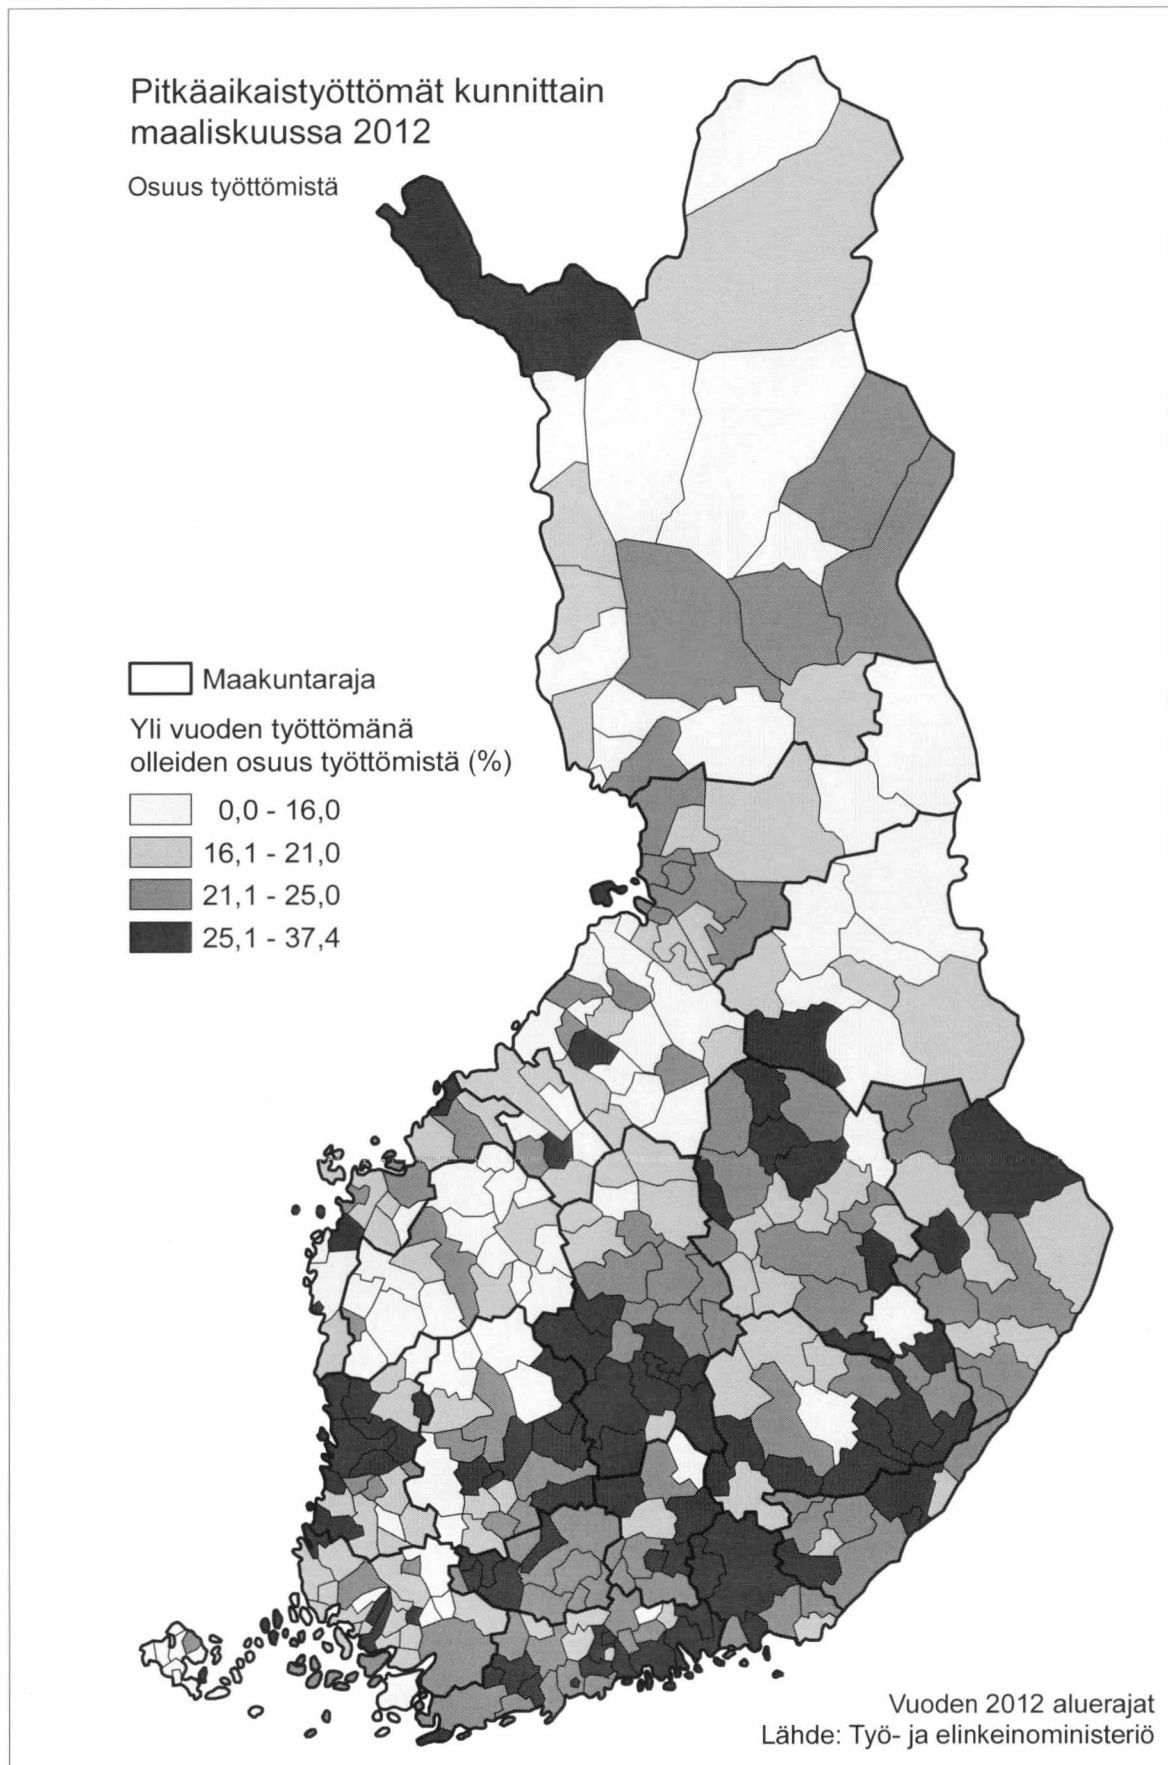 Pitkäaikaistyöttömät kunnittain
maaliskuussa 2012
Osuus työttömistä
Maakuntaraja
Yli vuoden työttömänä
olleiden osuus työttömistä (%)
0,0 - 16,0
16,1 - 21,0
21,1 - 25,0
25,1 - 37,4
Vuoden 2012 aluerajat
Lähde: Työ- ja elinkeinoministeriö